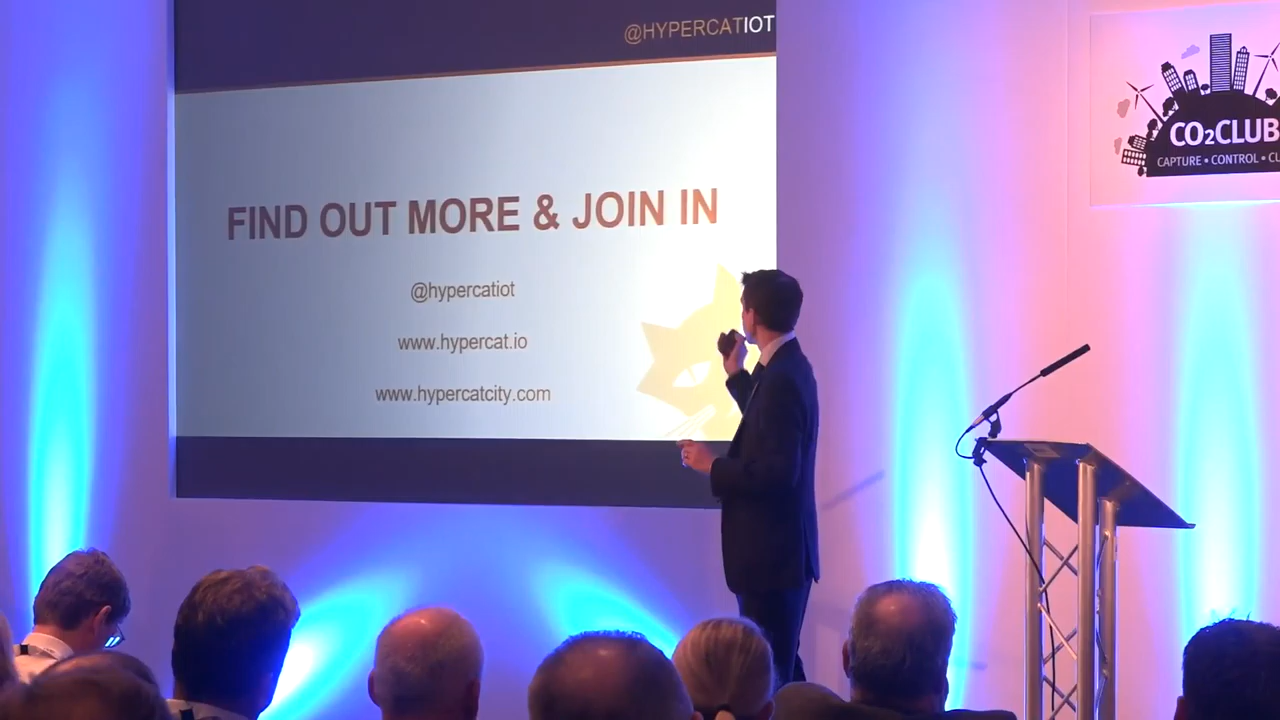 @HYPERCATIOT
FIND OUT MORE & JOIN IN
@hypercatiot
www.hypercat.io
www.hypercatcity.com
CO₂CLUB
CAPTURE • CONTROL •